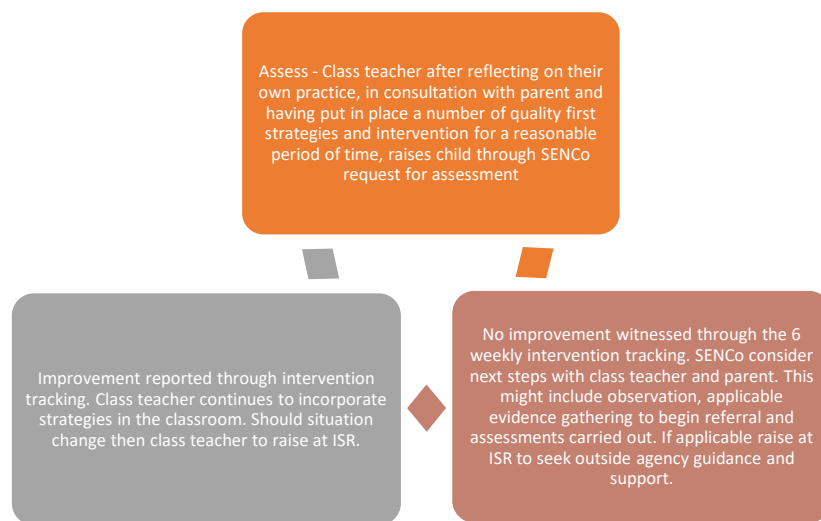 Assess - Class teacher after reflecting on their
own practice, in consultation with parent and
having put in place a number of quality first
strategies and intervention for a reasonable
period of time, raises child through SENCo
request for assessment
Improvement reported through intervention
tracking. Class teacher continues to incorporate
strategies in the classroom. Should situation
change then class teacher to raise at ISR.
No improvement witnessed through the 6
weekly intervention tracking. SENCo consider
next steps with class teacher and parent. This
might include observation, applicable
evidence gathering to begin referral and
assessments carried out. If applicable raise at
ISR to seek outside agency guidance and
support.